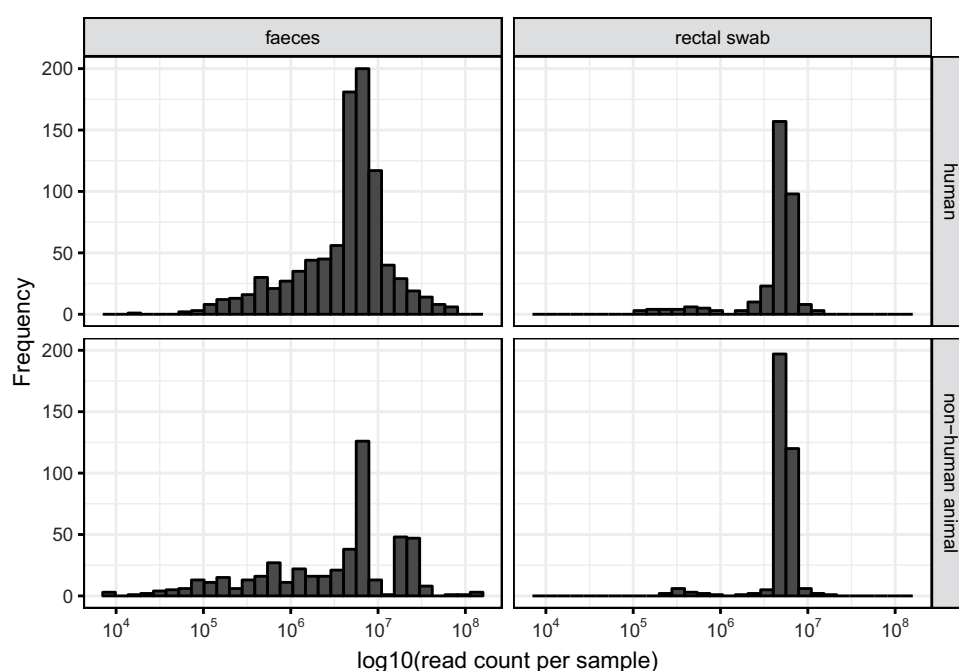 faeces
rectal swab
200
150
100
50
0
human
200
150
100
50
0
non−human animal
Frequency
10^4 10^5 10^6 10^7 10^8
10^4 10^5 10^6 10^7 10^8
log10(read count per sample)